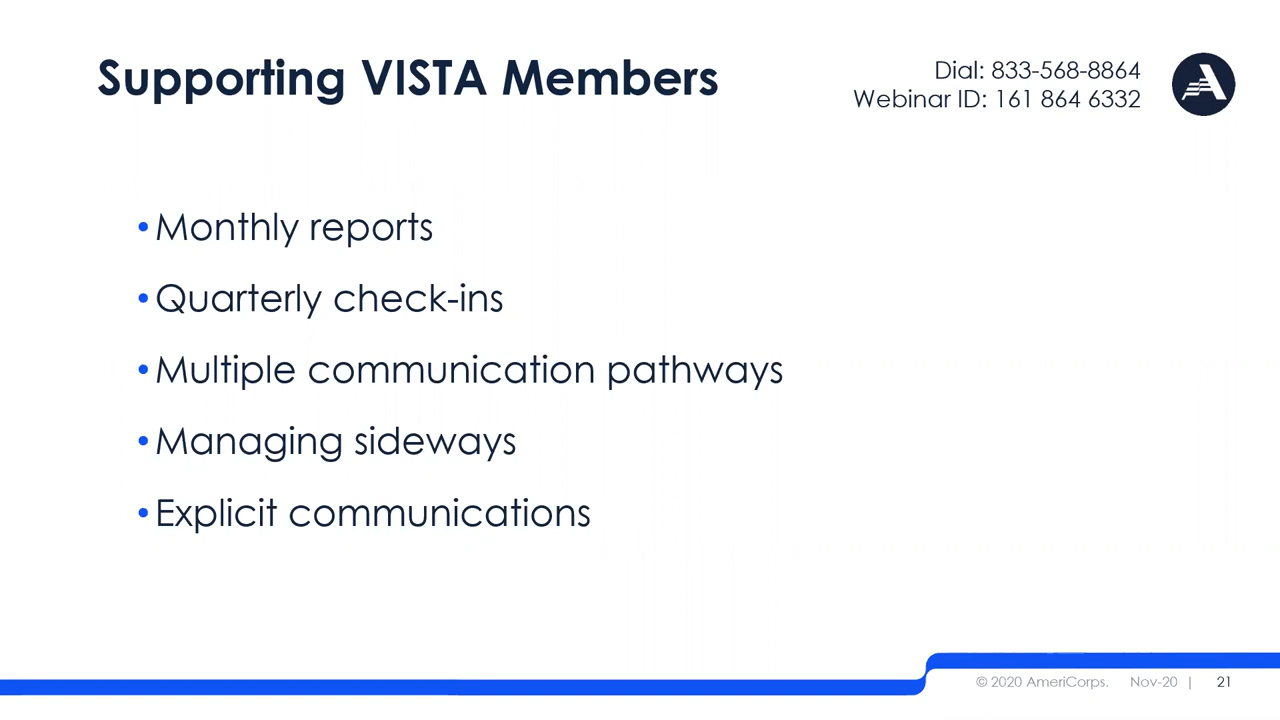 Supporting VISTA Members
Dial: 833-568-8864
Webinar ID: 161 864 6332
•Monthly reports
•Quarterly check-ins
•Multiple communication pathways
•Managing sideways
•Explicit communications
© 2020 AmeriCorps. Nov-20 | 21